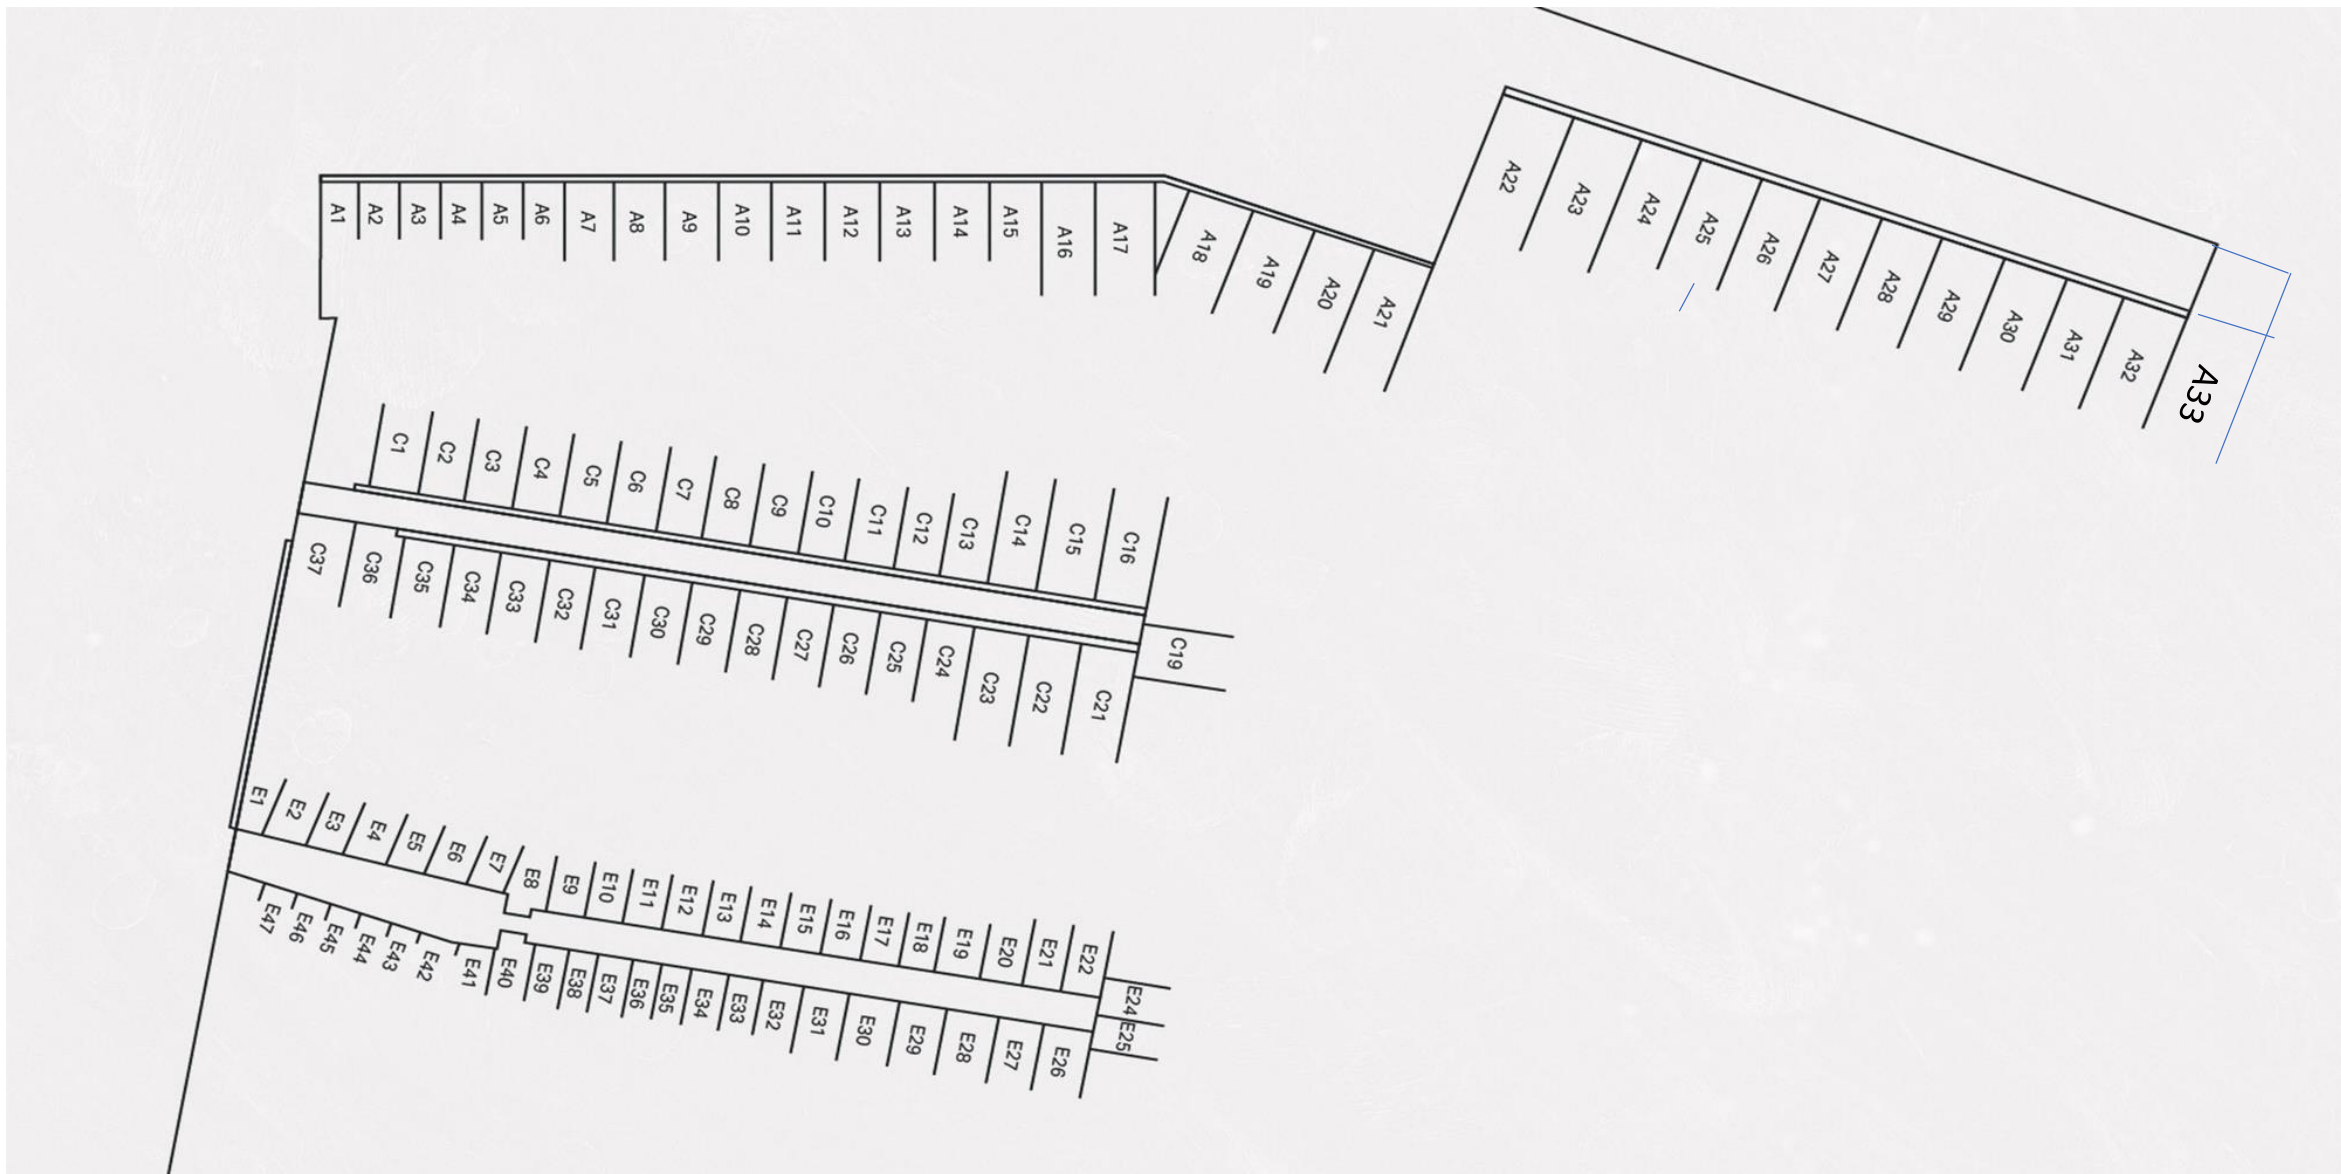 A1 A2 A3 A4 A5 A6 A7 A8 A9 A10 A11 A12 A13 A14 A15 A16 A17 A18 A19 A20 A21
A22 A23 A24 A25 A26 A27 A28 A29 A30 A31 A32 A33
C1 C2 C3 C4 C5 C6 C7 C8 C9 C10 C11 C12 C13 C14 C15 C16
C19
C37 C36 C35 C34 C33 C32 C31 C30 C29 C28 C27 C26 C25 C24 C23 C22 C21
E1 E2 E3 E4 E5 E6 E7 E8 E9 E10 E11 E12 E13 E14 E15 E16 E17 E18 E19 E20 E21 E22
E24
E25
E47 E46 E45 E44 E43 E42 E41 E40 E39 E38 E37 E36 E35 E34 E33 E32 E31 E30 E29 E28 E27 E26